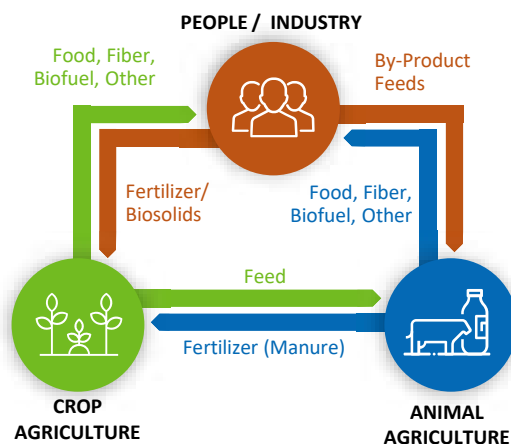 PEOPLE / INDUSTRY
Food, Fiber,
Biofuel, Other
By-Product
Feeds
Fertilizer/
Biosolids
Food, Fiber,
Biofuel, Other
Feed
Fertilizer (Manure)
CROP
AGRICULTURE
ANIMAL
AGRICULTURE